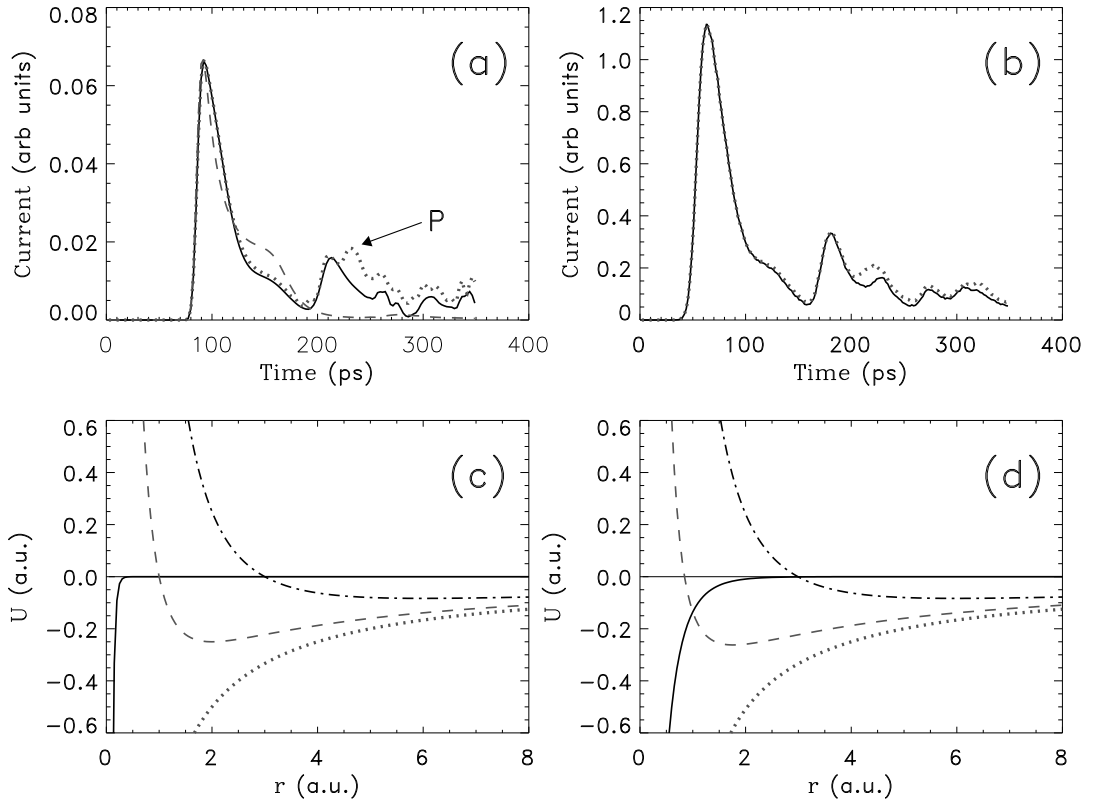 0.08
0.06
0.04
0.02
0.00
Current (arb units)
(a)
P
0 100 200 300 400
Time (ps)
1.2
1.0
0.8
0.6
0.4
0.2
0
Current (arb units)
(b)
0 100 200 300 400
Time (ps)
0.6
0.4
0.2
0.0
−0.2
−0.4
−0.6
U (a.u.)
(c)
0 2 4 6 8
r (a.u.)
0.6
0.4
0.2
0.0
−0.2
−0.4
−0.6
U (a.u.)
(d)
0 2 4 6 8
r (a.u.)